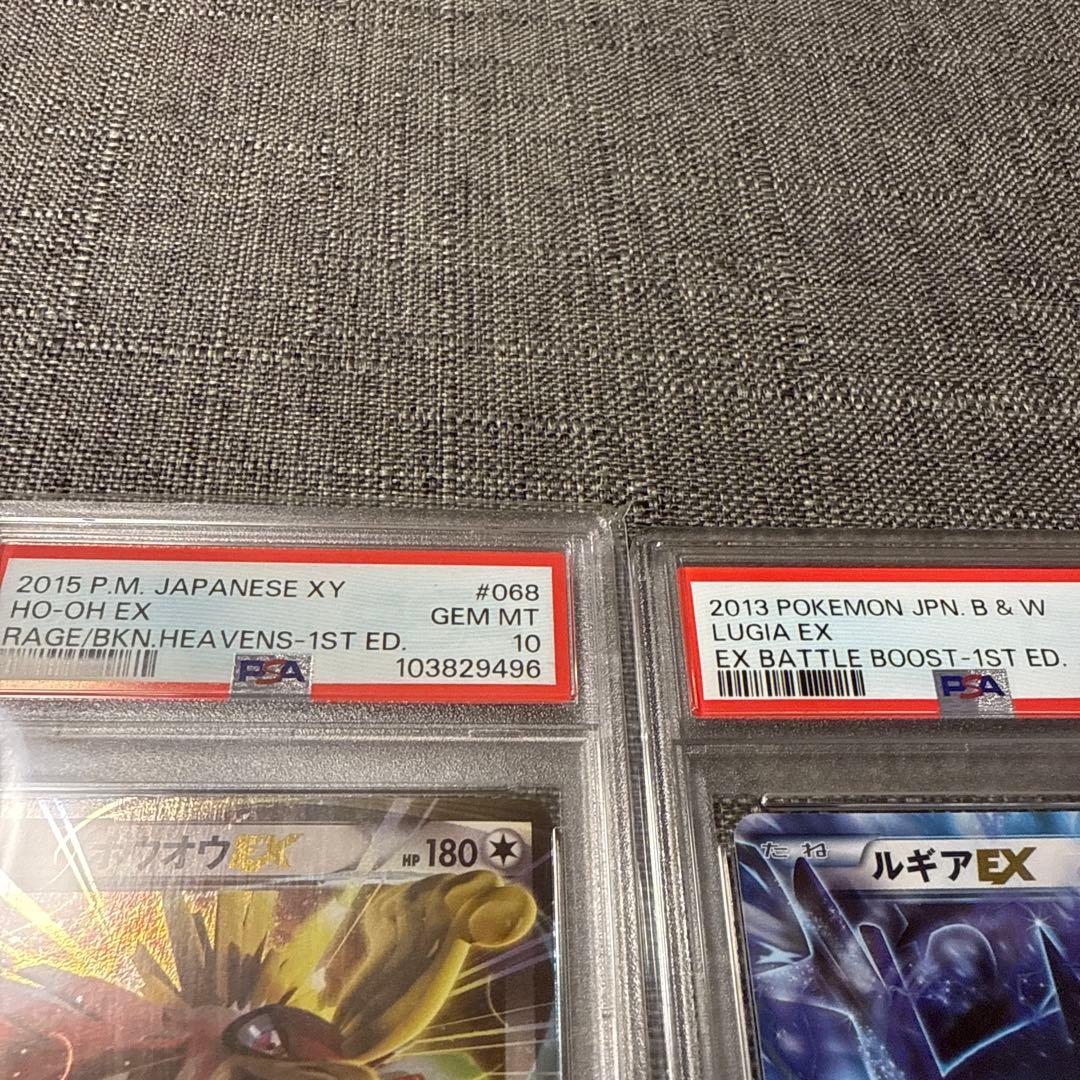 2015 P.M. JAPANESE XY #068
HO-OH EX GEM MT
RAGE/BKN.HEAVENS-1ST ED. 10
PSA 103829496
2013 POKEMON JPN. B & W
LUGIA EX
EX BATTLE BOOST-1ST ED.
PSA
ホウオウEX HP 180
たね ルギアEX